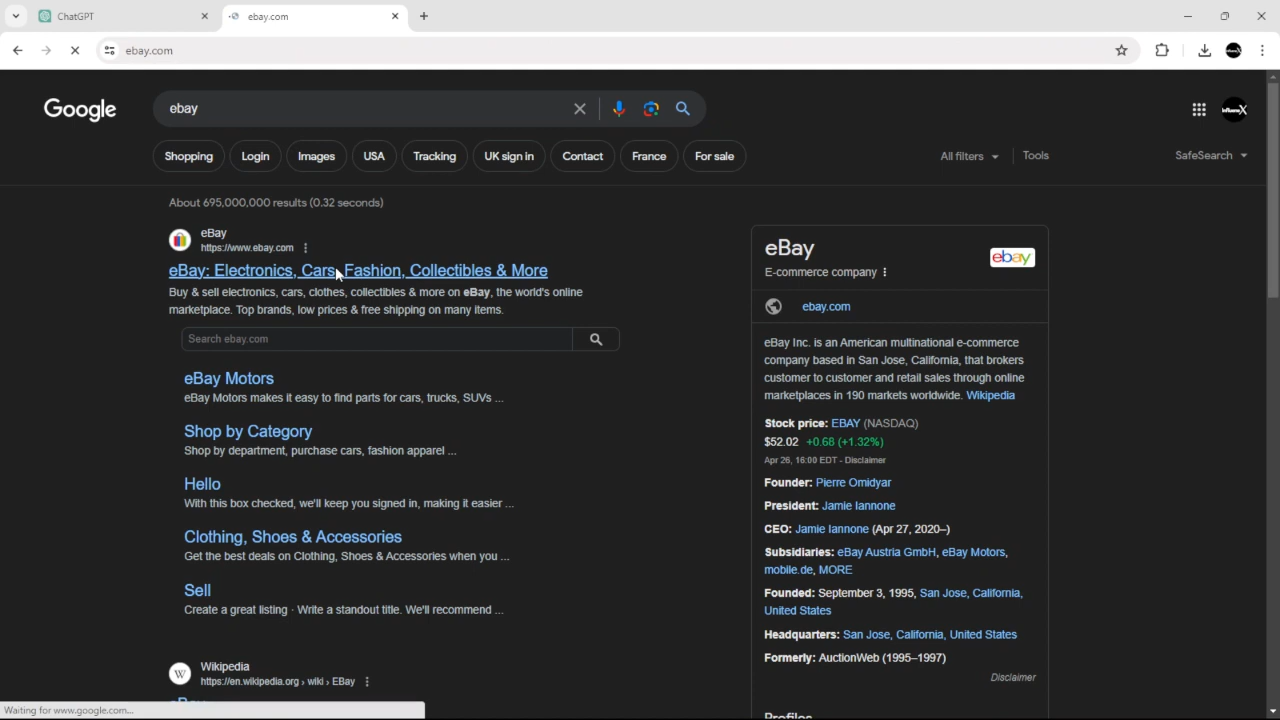 ChatGPT
ebay.com
ebay.com
Google
ebay
Shopping
Login
Images
USA
Tracking
UK sign in
Contact
France
For sale
All filters
Tools
SafeSearch
About 695,000,000 results (0.32 seconds)
eBay
https://www.ebay.com
eBay: Electronics, Cars, Fashion, Collectibles & More
Buy & sell electronics, cars, clothes, collectibles & more on eBay, the world's online
marketplace. Top brands, low prices & free shipping on many items.
Search ebay.com
eBay Motors
eBay Motors makes it easy to find parts for cars, trucks, SUVs ...
Shop by Category
Shop by department, purchase cars, fashion apparel ...
Hello
With this box checked, we'll keep you signed in, making it easier ...
Clothing, Shoes & Accessories
Get the best deals on Clothing, Shoes & Accessories when you ...
Sell
Create a great listing · Write a standout title. We'll recommend ...
W
Wikipedia
https://en.wikipedia.org › wiki › EBay
eBay
E-commerce company
ebay
ebay.com
eBay Inc. is an American multinational e-commerce
company based in San Jose, California, that brokers
customer to customer and retail sales through online
marketplaces in 190 markets worldwide. Wikipedia
Stock price: EBAY (NASDAQ)
$52.02 +0.68 (+1.32%)
Apr 26, 16:00 EDT - Disclaimer
Founder: Pierre Omidyar
President: Jamie Iannone
CEO: Jamie Iannone (Apr 27, 2020–)
Subsidiaries: eBay Austria GmbH, eBay Motors,
mobile.de, MORE
Founded: September 3, 1995, San Jose, California,
United States
Headquarters: San Jose, California, United States
Formerly: AuctionWeb (1995–1997)
Disclaimer
Profiles
Waiting for www.google.com...